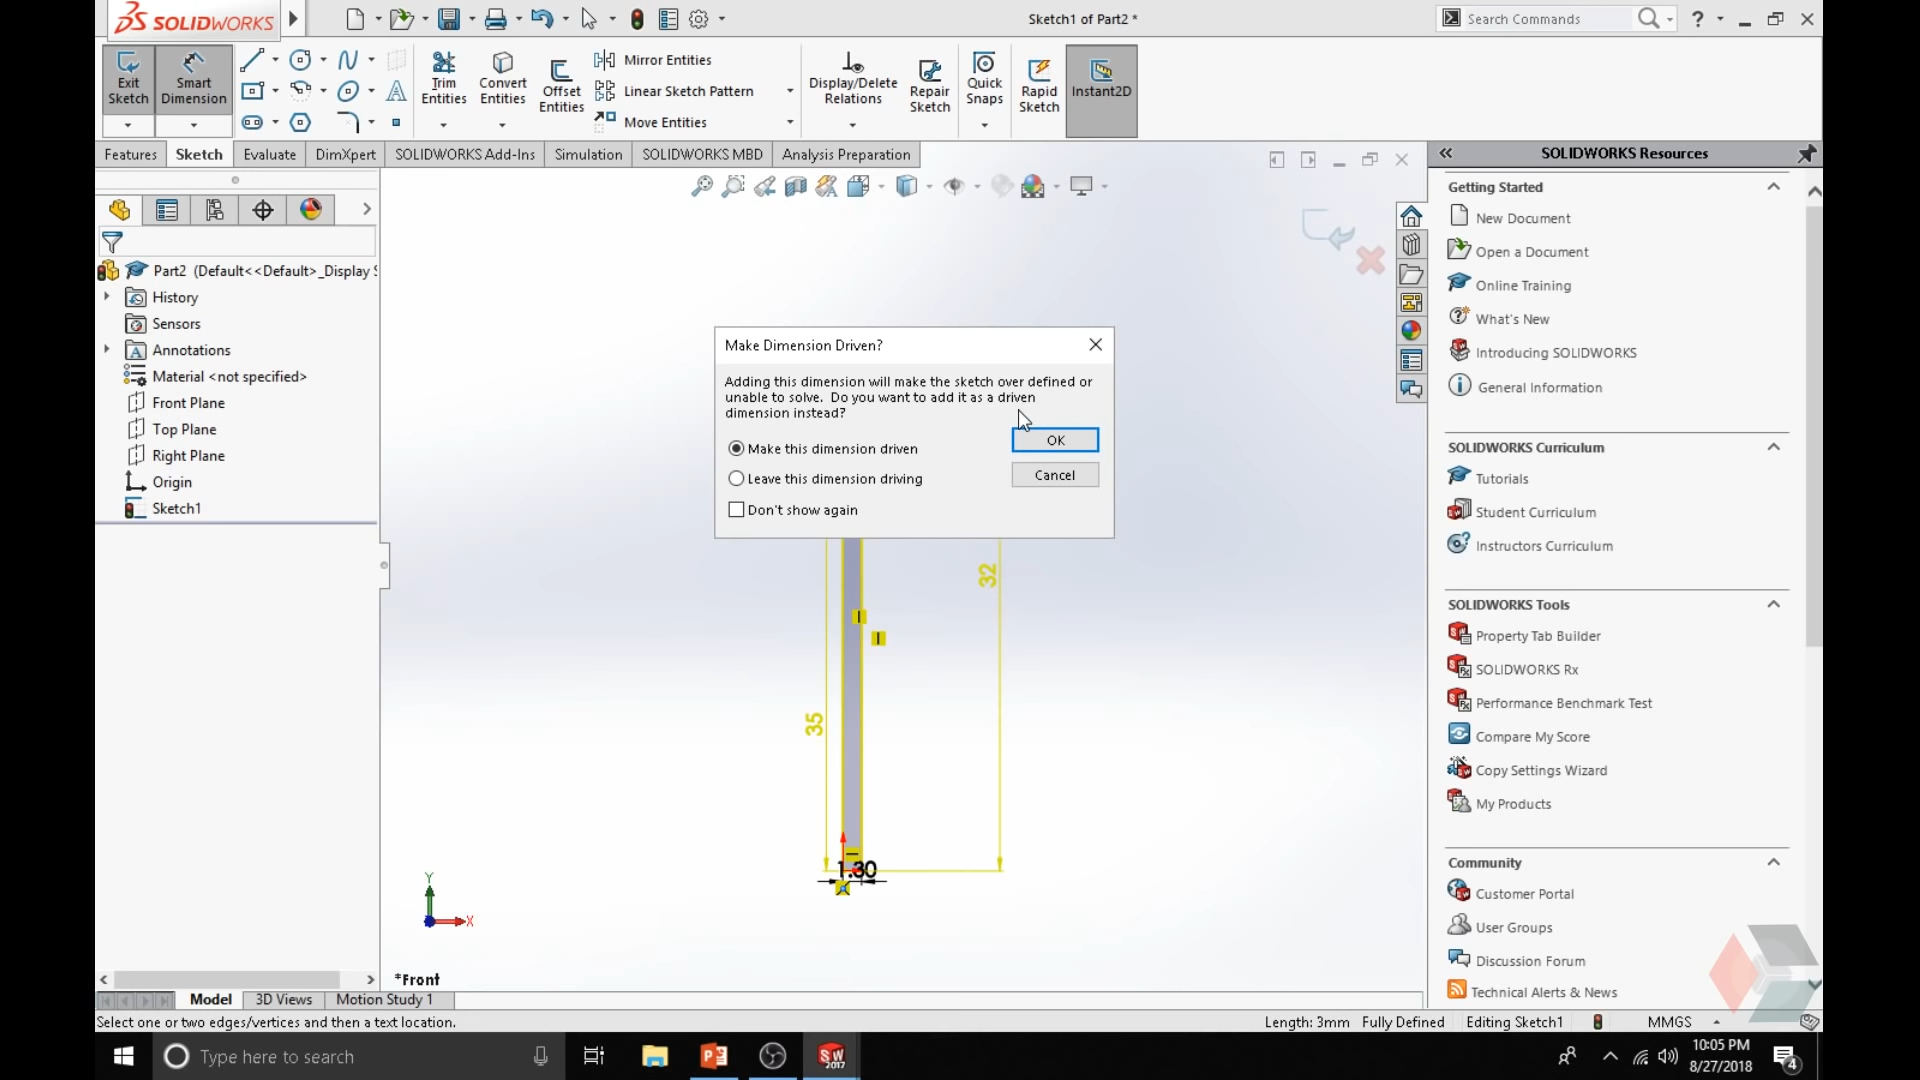 SOLIDWORKS
Sketch1 of Part2 *
Search Commands
?
Exit Sketch
Smart Dimension
Trim Entities
Convert Entities
Offset Entities
Mirror Entities
Linear Sketch Pattern
Move Entities
Display/Delete Relations
Repair Sketch
Quick Snaps
Rapid Sketch
Instant2D
Features
Sketch
Evaluate
DimXpert
SOLIDWORKS Add-Ins
Simulation
SOLIDWORKS MBD
Analysis Preparation
Part2 (Default<<Default>_Display S
History
Sensors
Annotations
Material <not specified>
Front Plane
Top Plane
Right Plane
Origin
Sketch1
Make Dimension Driven?
Adding this dimension will make the sketch over defined or
unable to solve. Do you want to add it as a driven
dimension instead?
Make this dimension driven
Leave this dimension driving
Don't show again
OK
Cancel
32
35
1.30
Y
X
*Front
SOLIDWORKS Resources
Getting Started
New Document
Open a Document
Online Training
What's New
Introducing SOLIDWORKS
General Information
SOLIDWORKS Curriculum
Tutorials
Student Curriculum
Instructors Curriculum
SOLIDWORKS Tools
Property Tab Builder
SOLIDWORKS Rx
Performance Benchmark Test
Compare My Score
Copy Settings Wizard
My Products
Community
Customer Portal
User Groups
Discussion Forum
Technical Alerts & News
Model
3D Views
Motion Study 1
Select one or two edges/vertices and then a text location.
Length: 3mm
Fully Defined
Editing Sketch1
MMGS
Type here to search
10:05 PM
8/27/2018
4